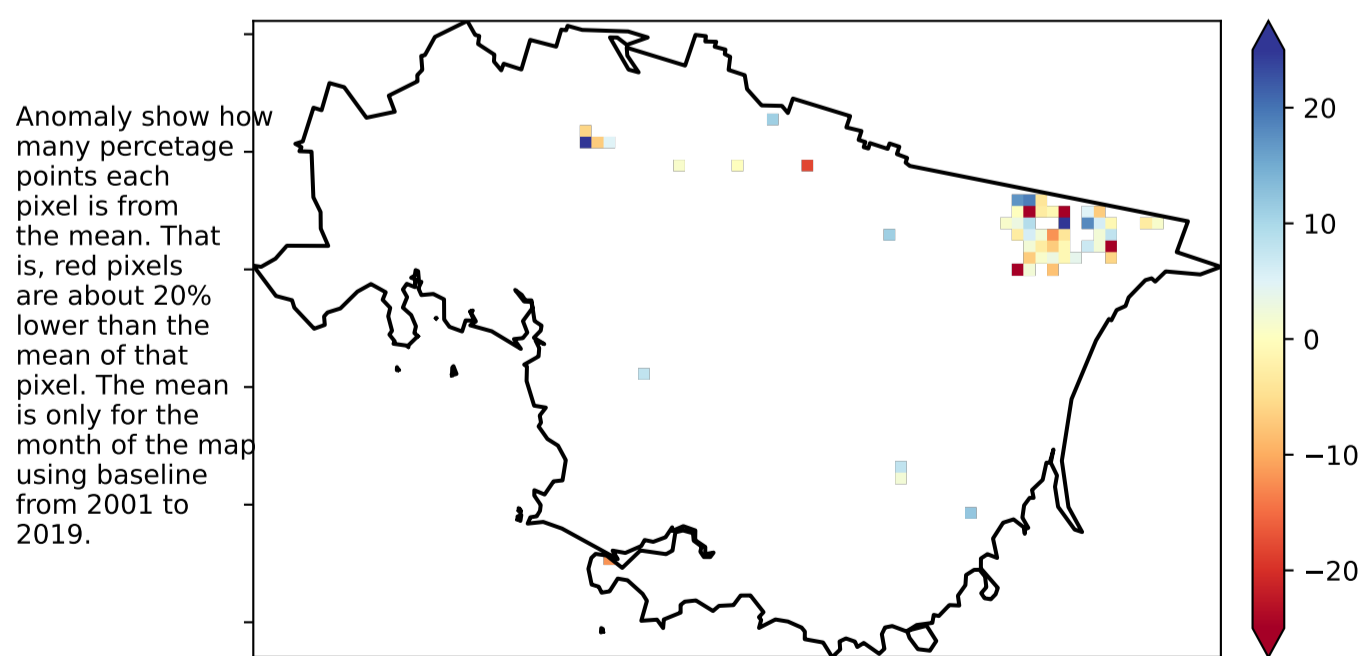 Anomaly show how
many percetage
points each
pixel is from
the mean. That
is, red pixels
are about 20%
lower than the
mean of that
pixel. The mean
is only for the
month of the map
using baseline
from 2001 to
2019.
20
10
0
−10
−20